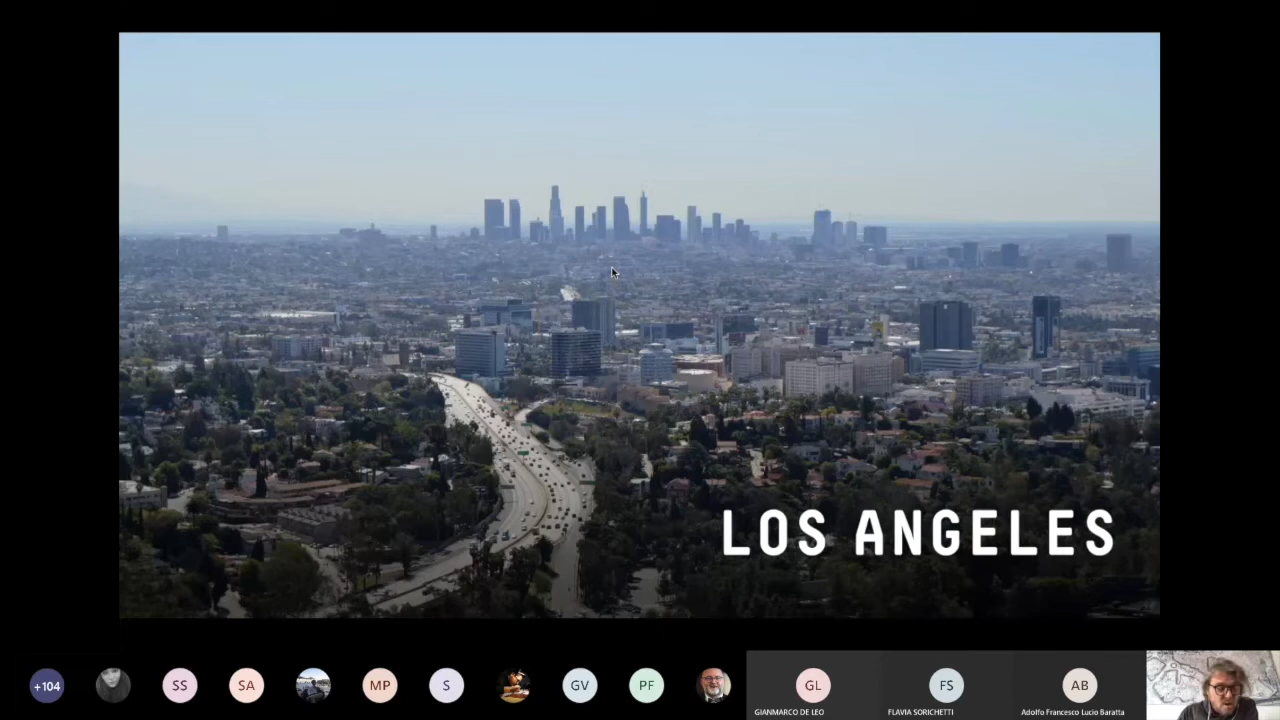 LOS ANGELES
+104
SS
SA
MP
S
GV
PF
GL
FS
AB
GIANMARCO DE LEO
FLAVIA SORICHETTI
Adolfo Francesco Lucio Baratta